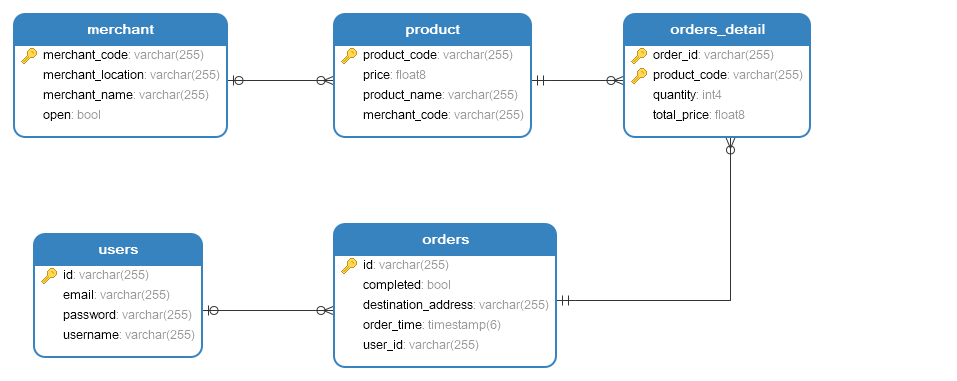 merchant
merchant_code: varchar(255)
merchant_location: varchar(255)
merchant_name: varchar(255)
open: bool
product
product_code: varchar(255)
price: float8
product_name: varchar(255)
merchant_code: varchar(255)
orders_detail
order_id: varchar(255)
product_code: varchar(255)
quantity: int4
total_price: float8
users
id: varchar(255)
email: varchar(255)
password: varchar(255)
username: varchar(255)
orders
id: varchar(255)
completed: bool
destination_address: varchar(255)
order_time: timestamp(6)
user_id: varchar(255)